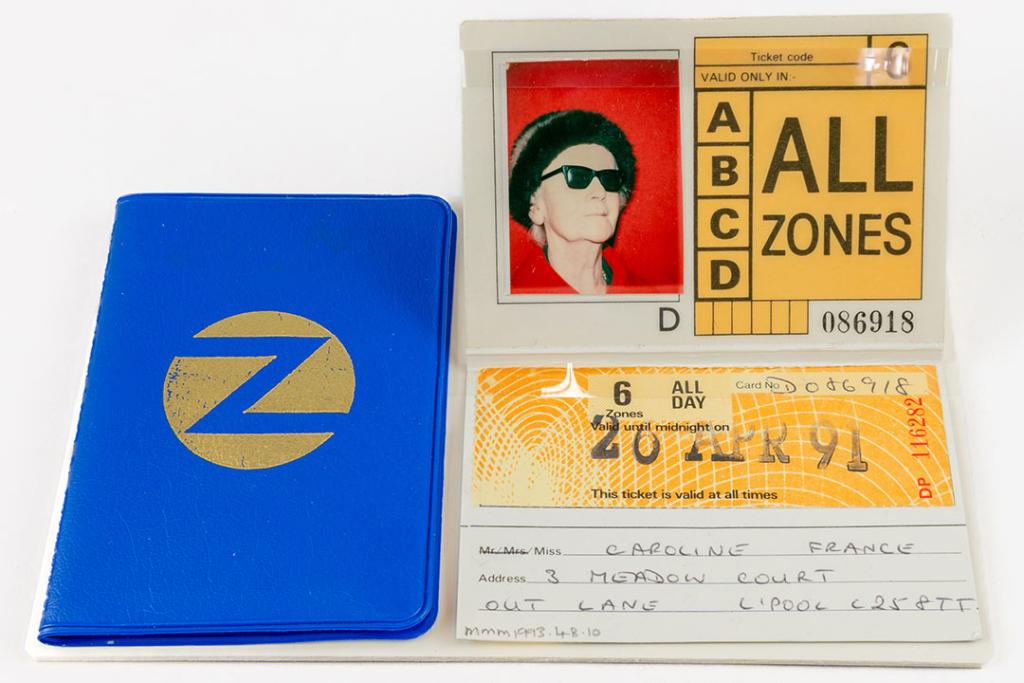 Z
Ticket code
VALID ONLY IN:-
A
B
C
D
ALL
ZONES
D
086918
6
Zones
ALL
DAY
Card No D086918
Valid until midnight on
20 APR 91
This ticket is valid at all times
DP 116282
Mr/Mrs/Miss CAROLINE FRANCE
Address 3 MEADOW COURT
OUT LANE L'POOL L25 8TT
mmm1993.48.10